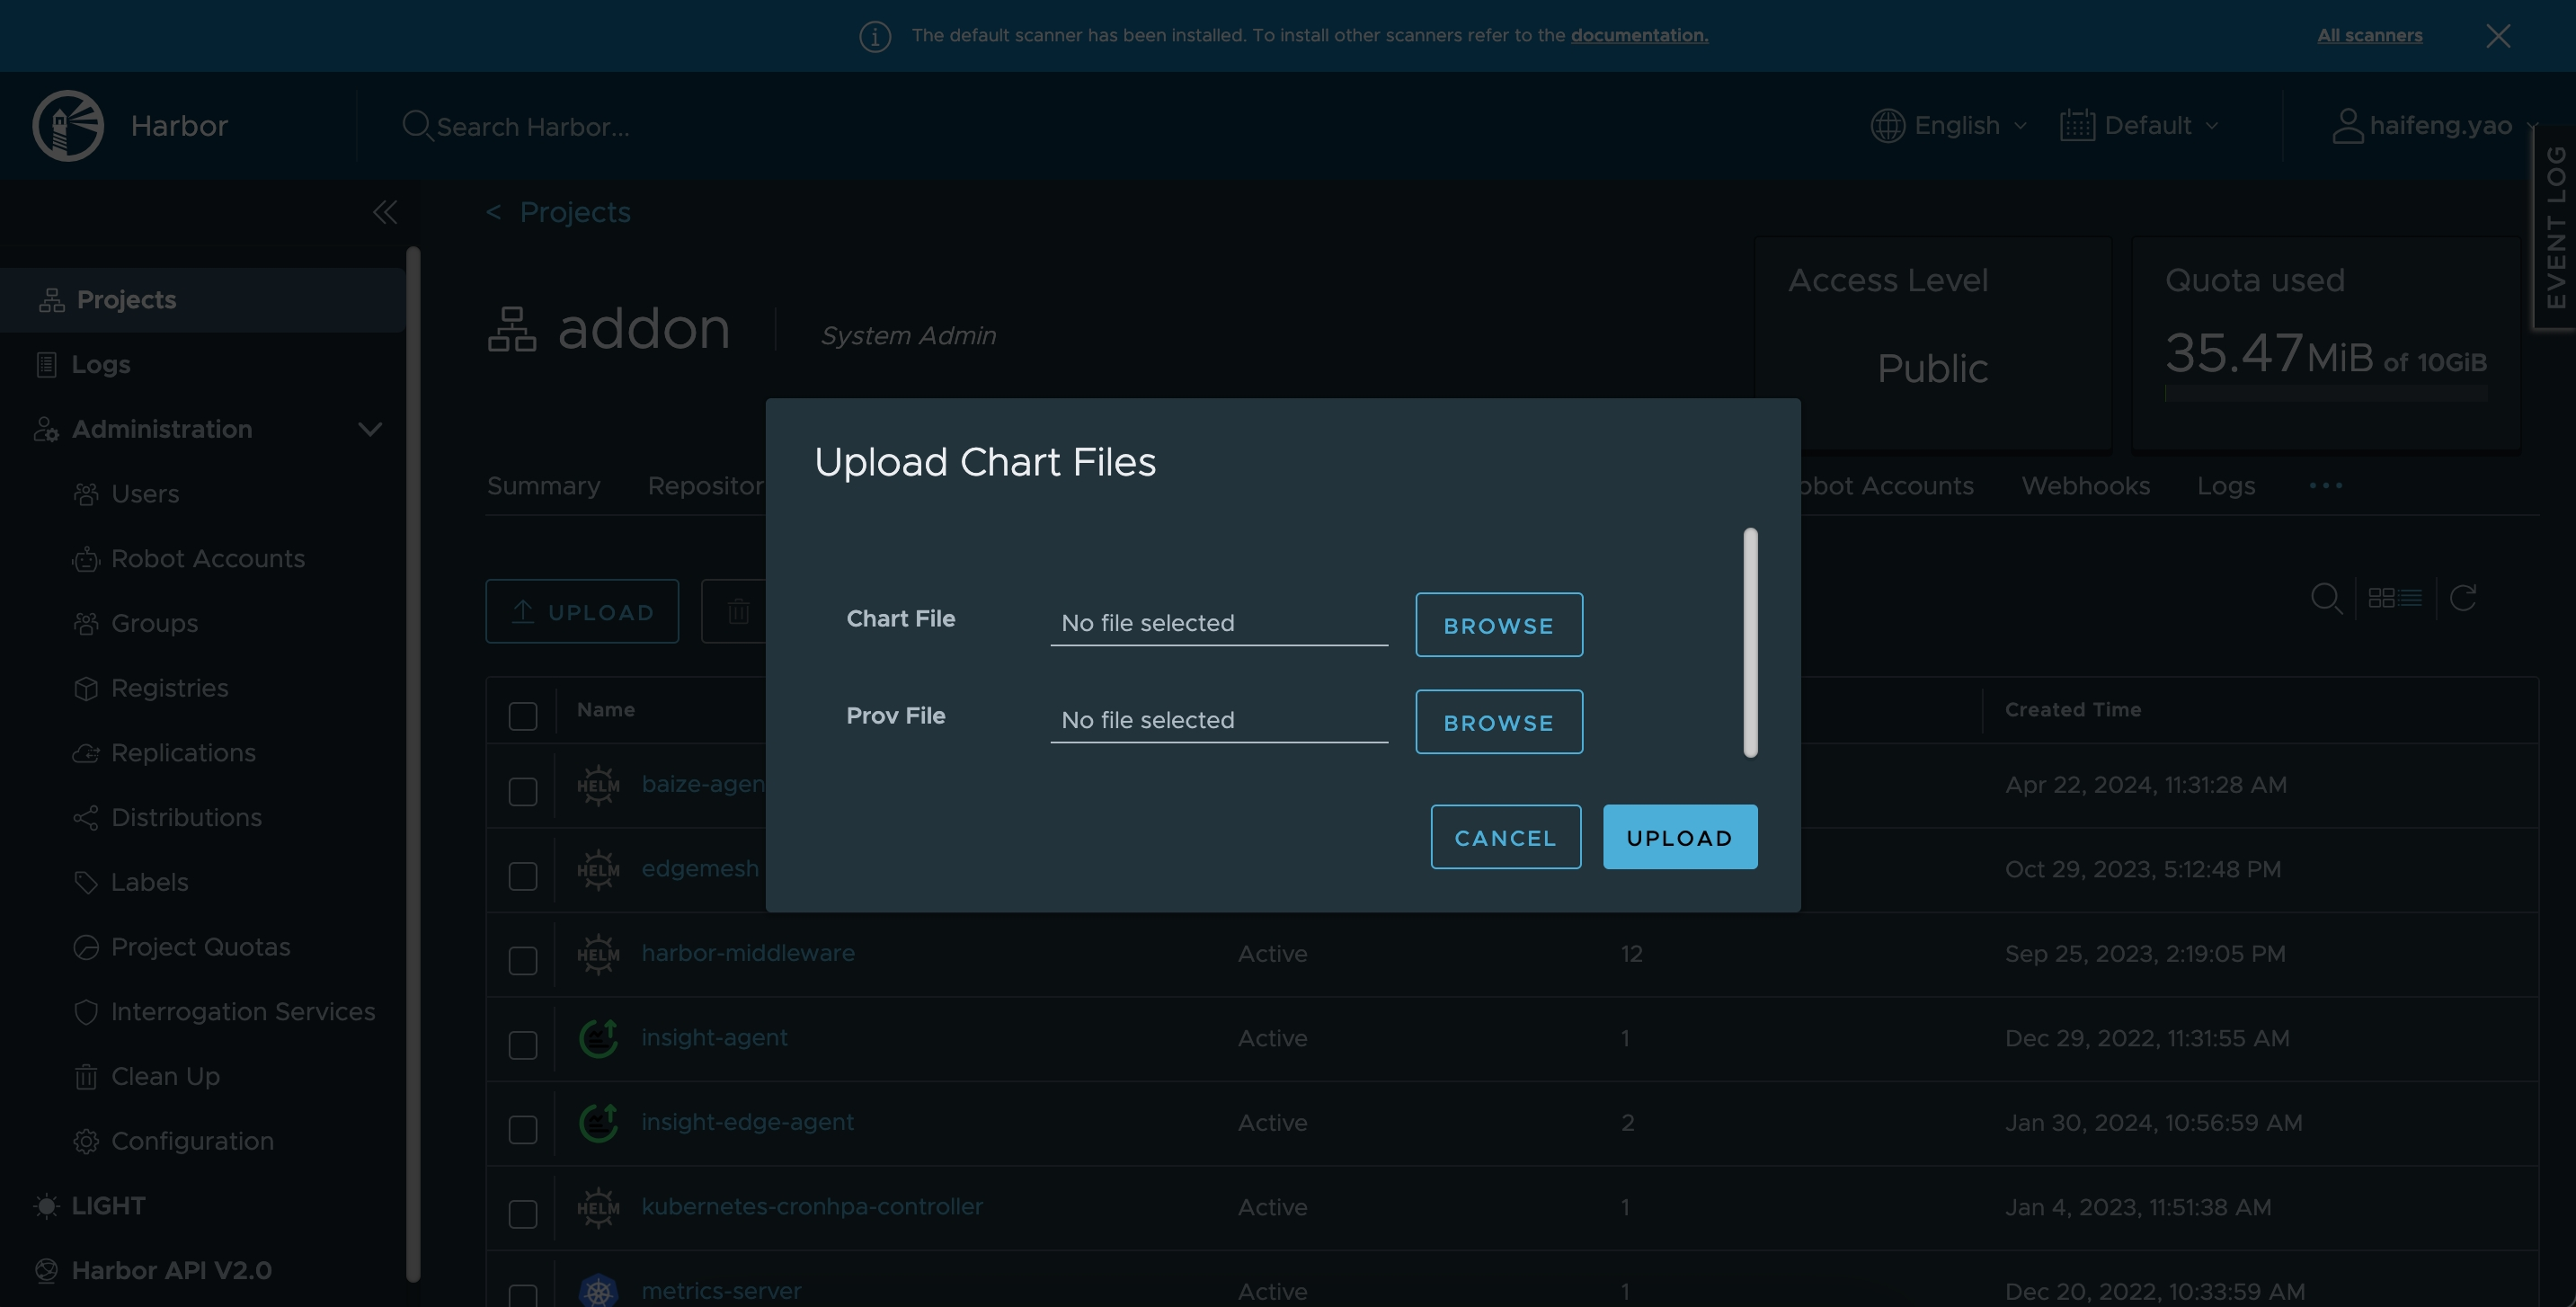 The default scanner has been installed. To install other scanners refer to the documentation.
All scanners
Harbor
Search Harbor...
English
Default
haifeng.yao
EVENT LOG
< Projects
Projects
Logs
Administration
Users
Robot Accounts
Groups
Registries
Replications
Distributions
Labels
Project Quotas
Interrogation Services
Clean Up
Configuration
LIGHT
Harbor API V2.0
addon
System Admin
Access Level
Public
Quota used
35.47MiB of 10GiB
Summary
Repositor
obot Accounts
Webhooks
Logs
UPLOAD
Upload Chart Files
Chart File
No file selected
BROWSE
Prov File
No file selected
BROWSE
CANCEL
UPLOAD
Name
Created Time
HELM baize-agen
Apr 22, 2024, 11:31:28 AM
HELM edgemesh
Oct 29, 2023, 5:12:48 PM
HELM harbor-middleware Active 12 Sep 25, 2023, 2:19:05 PM
insight-agent Active 1 Dec 29, 2022, 11:31:55 AM
insight-edge-agent Active 2 Jan 30, 2024, 10:56:59 AM
HELM kubernetes-cronhpa-controller Active 1 Jan 4, 2023, 11:51:38 AM
metrics-server Active 1 Dec 20, 2022, 10:33:59 AM